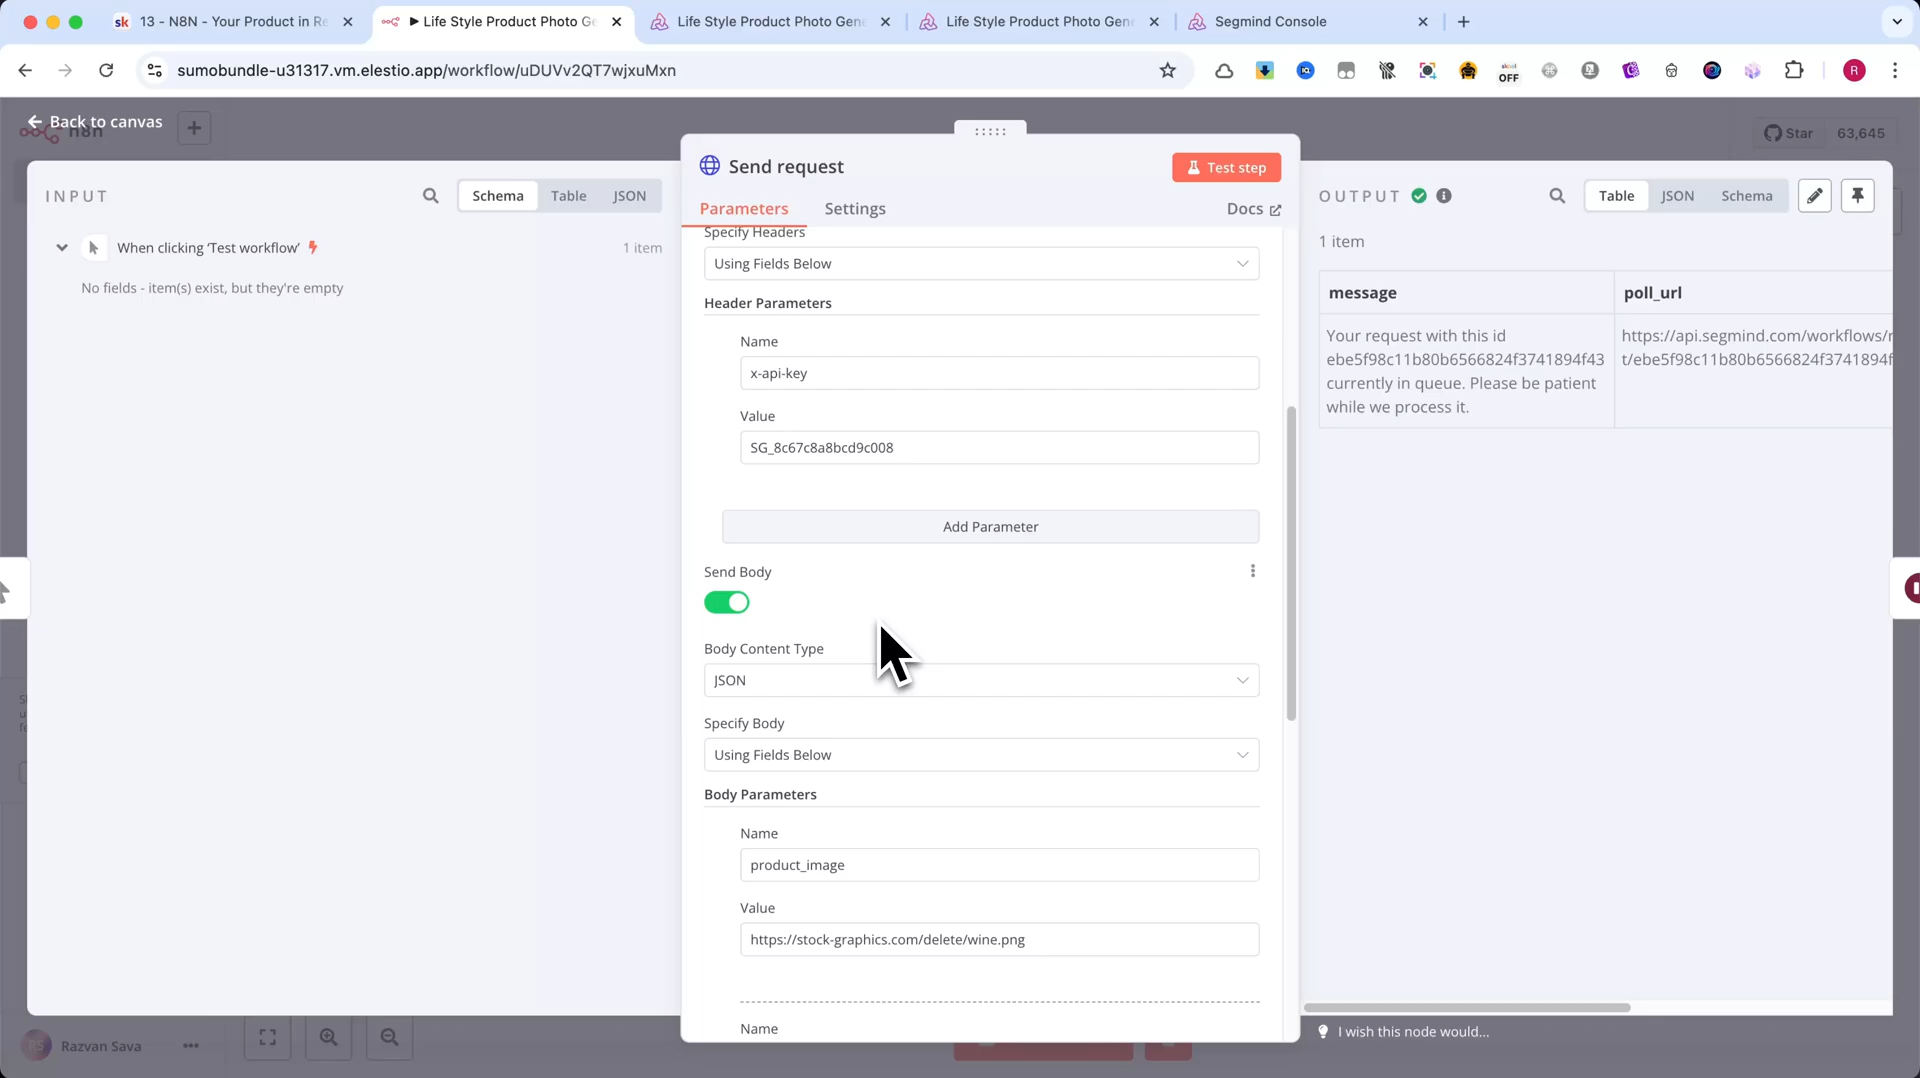 13 - N8N - Your Product in Re
Life Style Product Photo Ge
Life Style Product Photo Gene
Life Style Product Photo Gene
Segmind Console
sumobundle-u31317.vm.elestio.app/workflow/uDUVv2QT7wjxuMxn
OFF
R
Back to canvas
n8n
Star 63,645
Send request
Test step
Parameters
Settings
Docs
INPUT
Schema
Table
JSON
When clicking ‘Test workflow’
1 item
No fields - item(s) exist, but they're empty
Specify Headers
Using Fields Below
Header Parameters
Name
x-api-key
Value
SG_8c67c8a8bcd9c008
Add Parameter
Send Body
Body Content Type
JSON
Specify Body
Using Fields Below
Body Parameters
Name
product_image
Value
https://stock-graphics.com/delete/wine.png
Name
OUTPUT
Table
JSON
Schema
1 item
message
poll_url
Your request with this id
ebe5f98c11b80b6566824f3741894f43
currently in queue. Please be patient
while we process it.
https://api.segmind.com/workflows/r
t/ebe5f98c11b80b6566824f3741894f
I wish this node would...
Razvan Sava